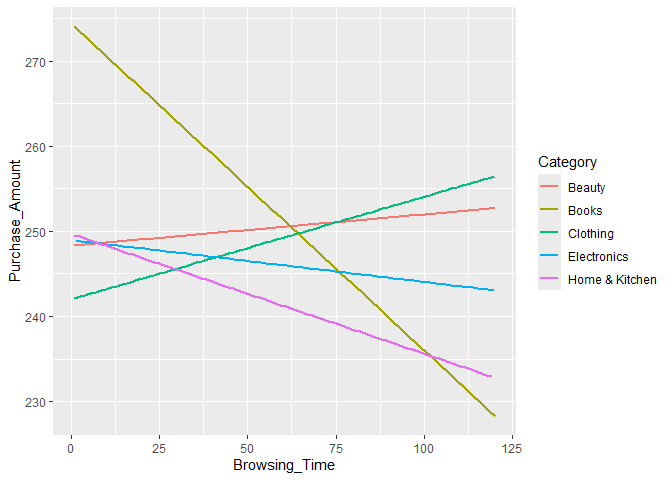 270
260
250
240
230
0
25
50
75
100
125
Browsing_Time
Purchase_Amount
Category
Beauty
Books
Clothing
Electronics
Home & Kitchen